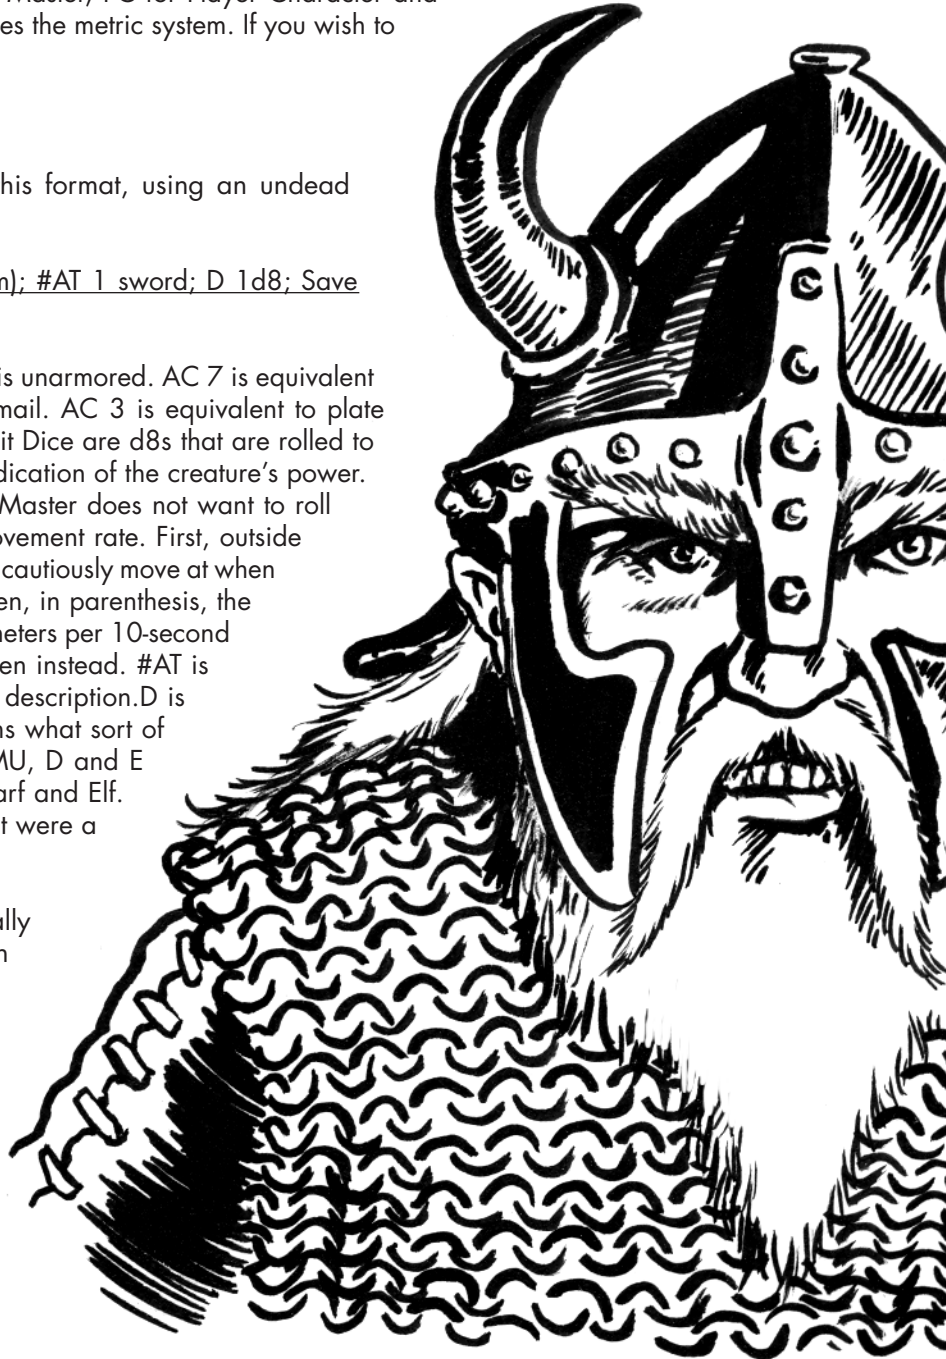 Master, PC for Player Character and
es the metric system. If you wish to
his format, using an undead
m); #AT 1 sword; D 1d8; Save
is unarmored. AC 7 is equivalent
mail. AC 3 is equivalent to plate
it Dice are d8s that are rolled to
dication of the creature’s power.
Master does not want to roll
ovement rate. First, outside
cautiously move at when
en, in parenthesis, the
neters per 10-second
en instead. #AT is
description.D is
ns what sort of
MU, D and E
arf and Elf.
t were a
ally
n